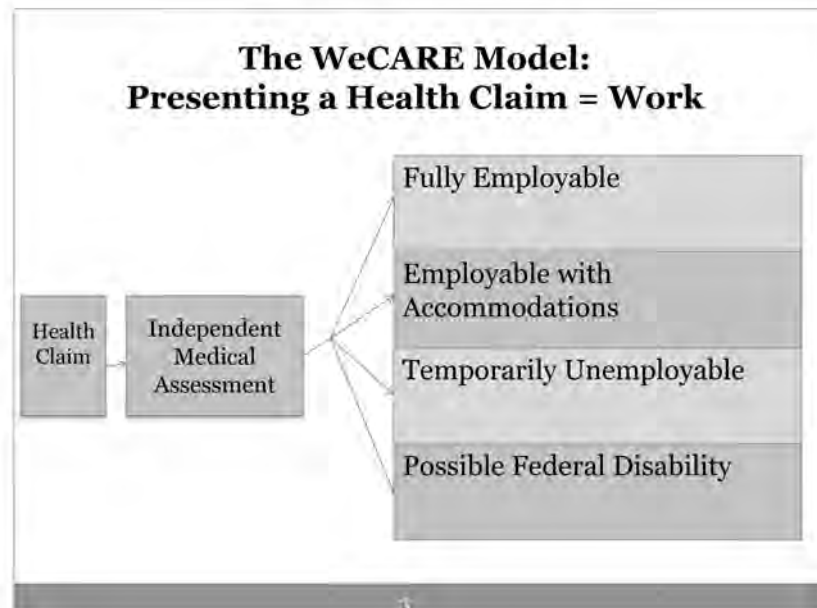 The WeCARE Model:
Presenting a Health Claim = Work
Health
Claim
Independent
Medical
Assessment
Fully Employable
Employable with
Accommodations
Temporarily Unemployable
Possible Federal Disability